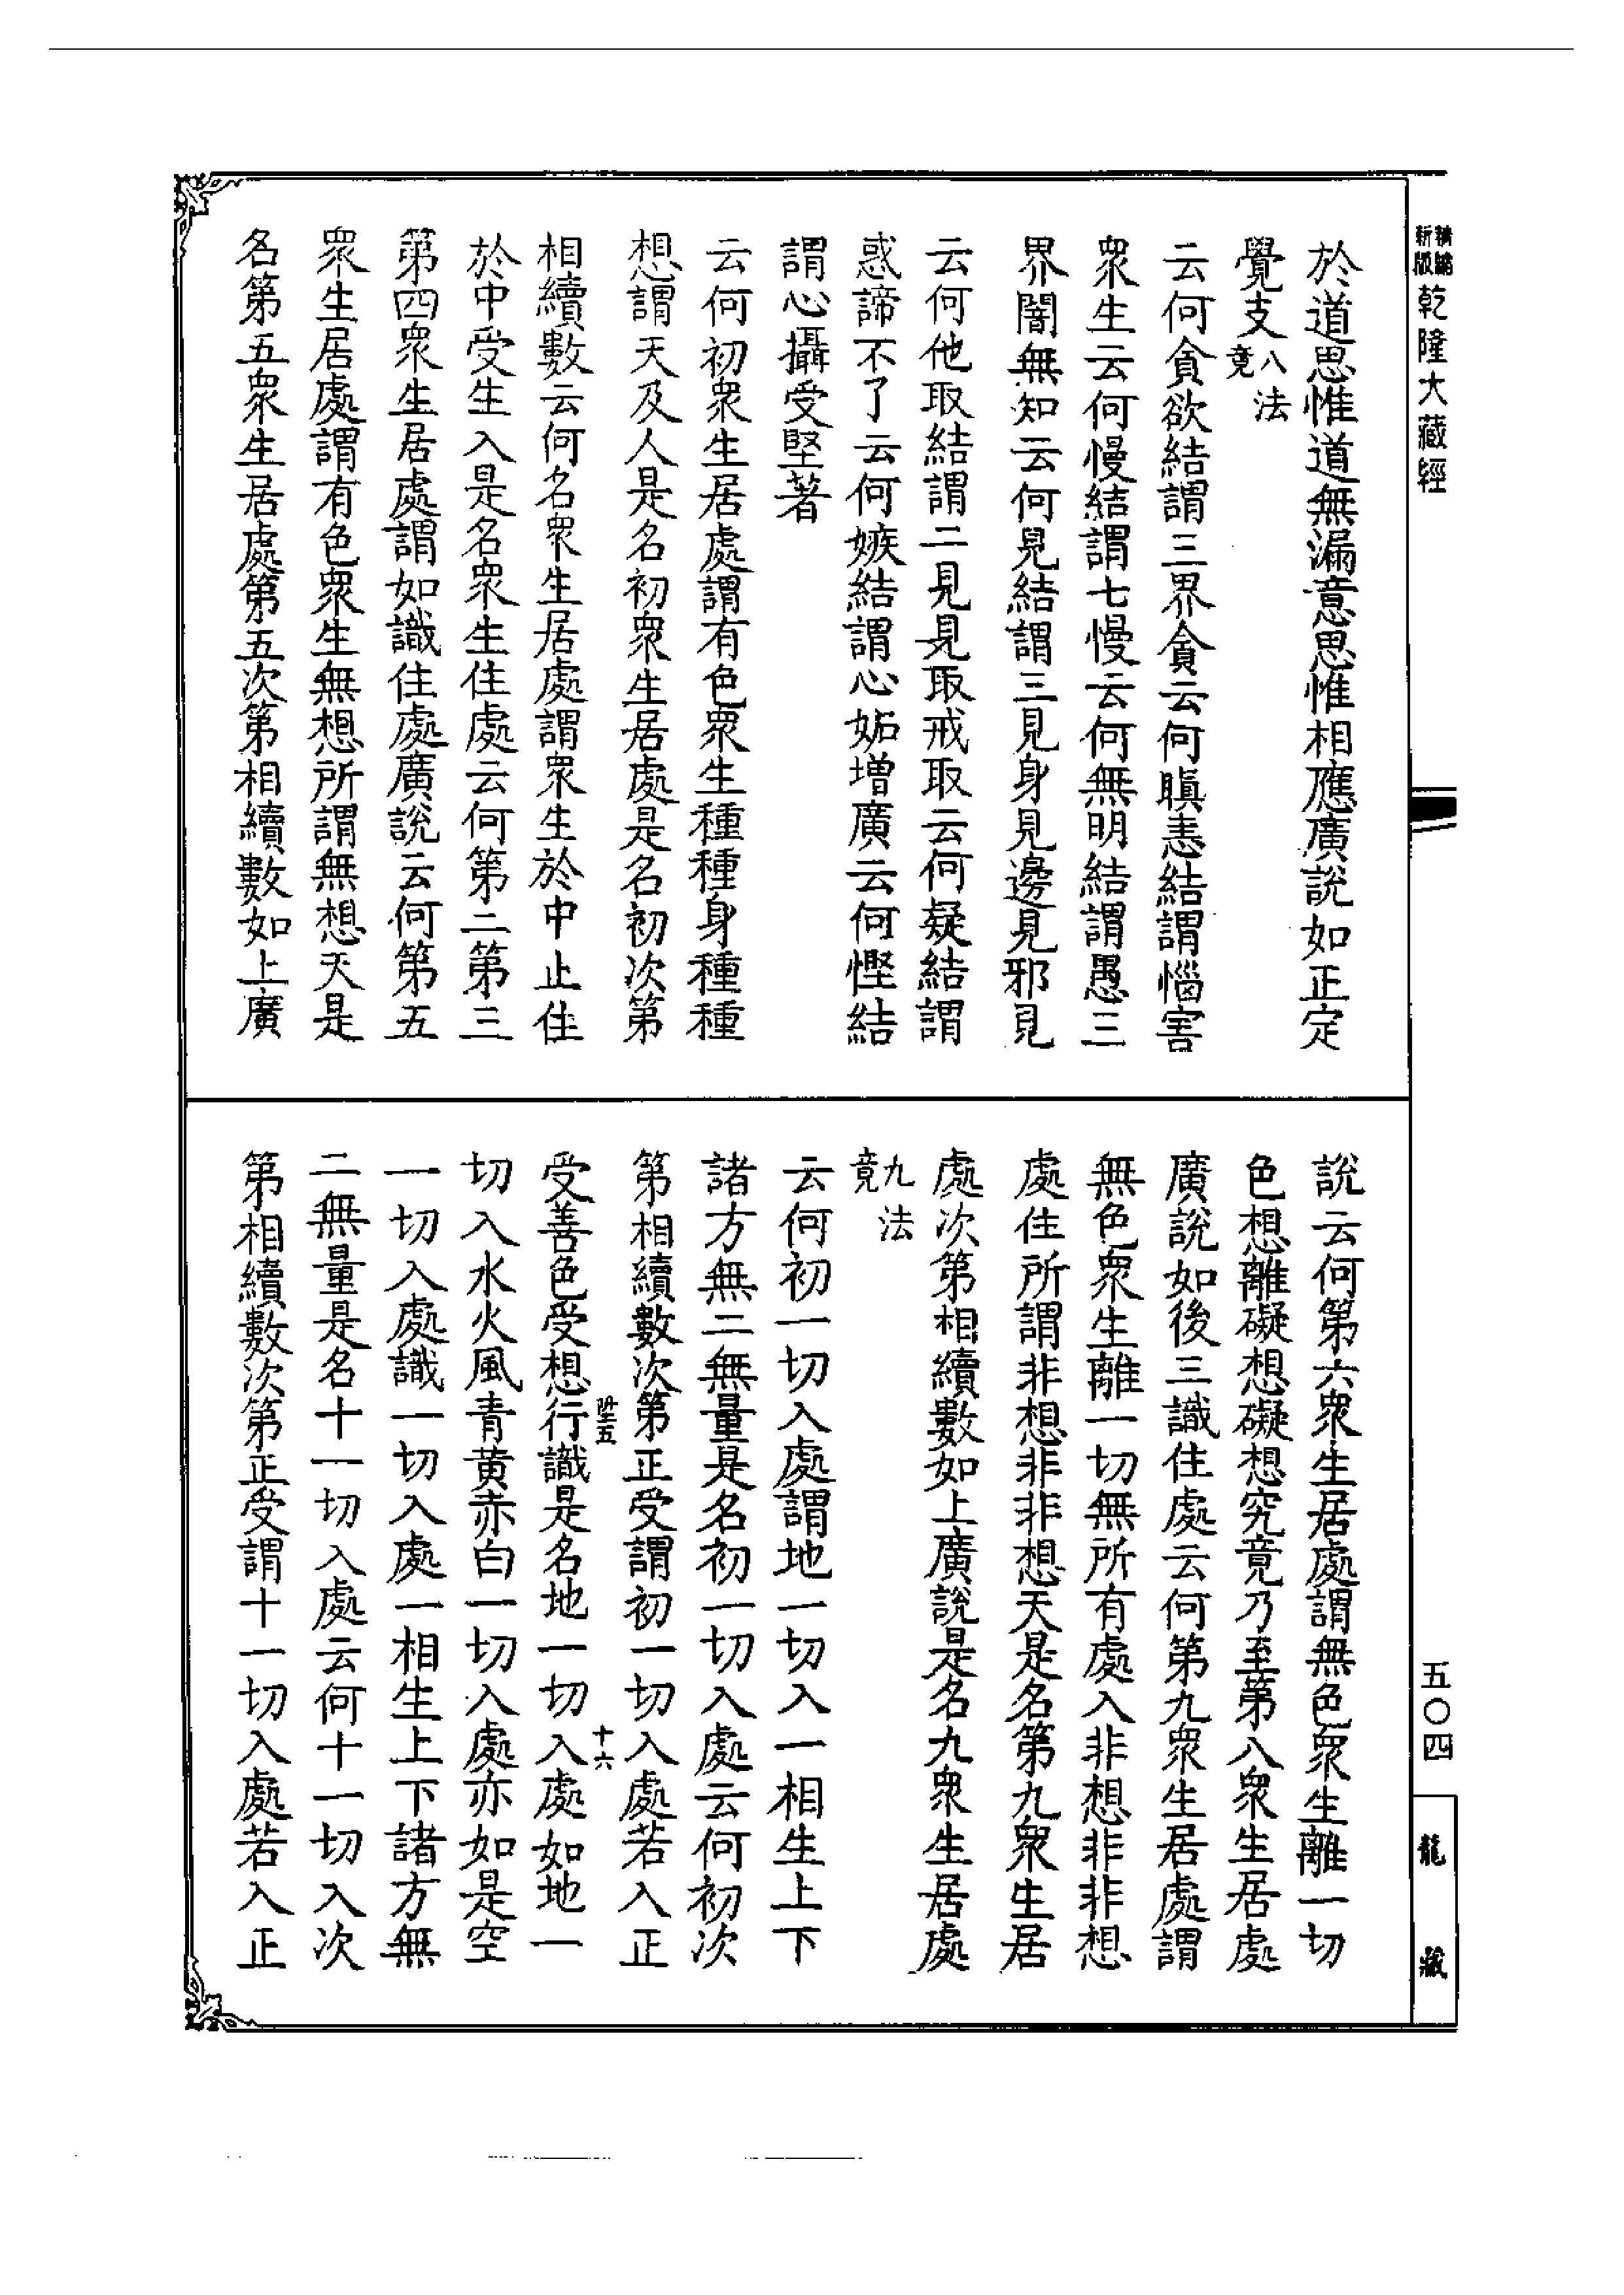 精編新版
乾隆大藏經
於道思惟道無漏意思惟相應廣說如正定
覺支八法竟
云何貪欲結謂三界貪云何瞋恚結謂惱害
衆生云何慢結謂七慢云何無明結謂愚三
界闇無知云何見結謂三見身見邊見邪見
云何他取結謂二見見取戒取云何疑結謂
惑諦不了云何嫉結謂心妬增廣云何慳結
謂心攝受堅著
云何初衆生居處謂有色衆生種種身種種
想謂天及人是名初衆生居處是名初次第
相續數云何名衆生居處謂衆生於中止住
於中受生入是名衆生住處云何第二第三
第四衆生居處謂如識住處廣說云何第五
衆生居處謂有色衆生無想所謂無想天是
名第五衆生居處第五次第相續數如上廣
說云何第六衆生居處謂無色衆生離一切
色想離礙想礙想究竟乃至第八衆生居處
廣說如後三識住處云何第九衆生居處謂
無色衆生離一切無所有處入非想非非想
處住所謂非想非非想天是名第九衆生居
處次第相續數如上廣說是名九衆生居處
九法竟
云何初一切入處謂地一切入一相生上下
諸方無二無量是名初一切入處云何初次
第相續數次第正受謂初一切入處若入正
受善色受想行識是名地一切入處如地一
切入水火風青黃赤白一切入處亦如是空
一切入處識一切入處一相生上下諸方無
二無量是名十一切入處云何十一切入次
第相續數次第正受謂十一切入處若入正
十六
五〇四
龍藏